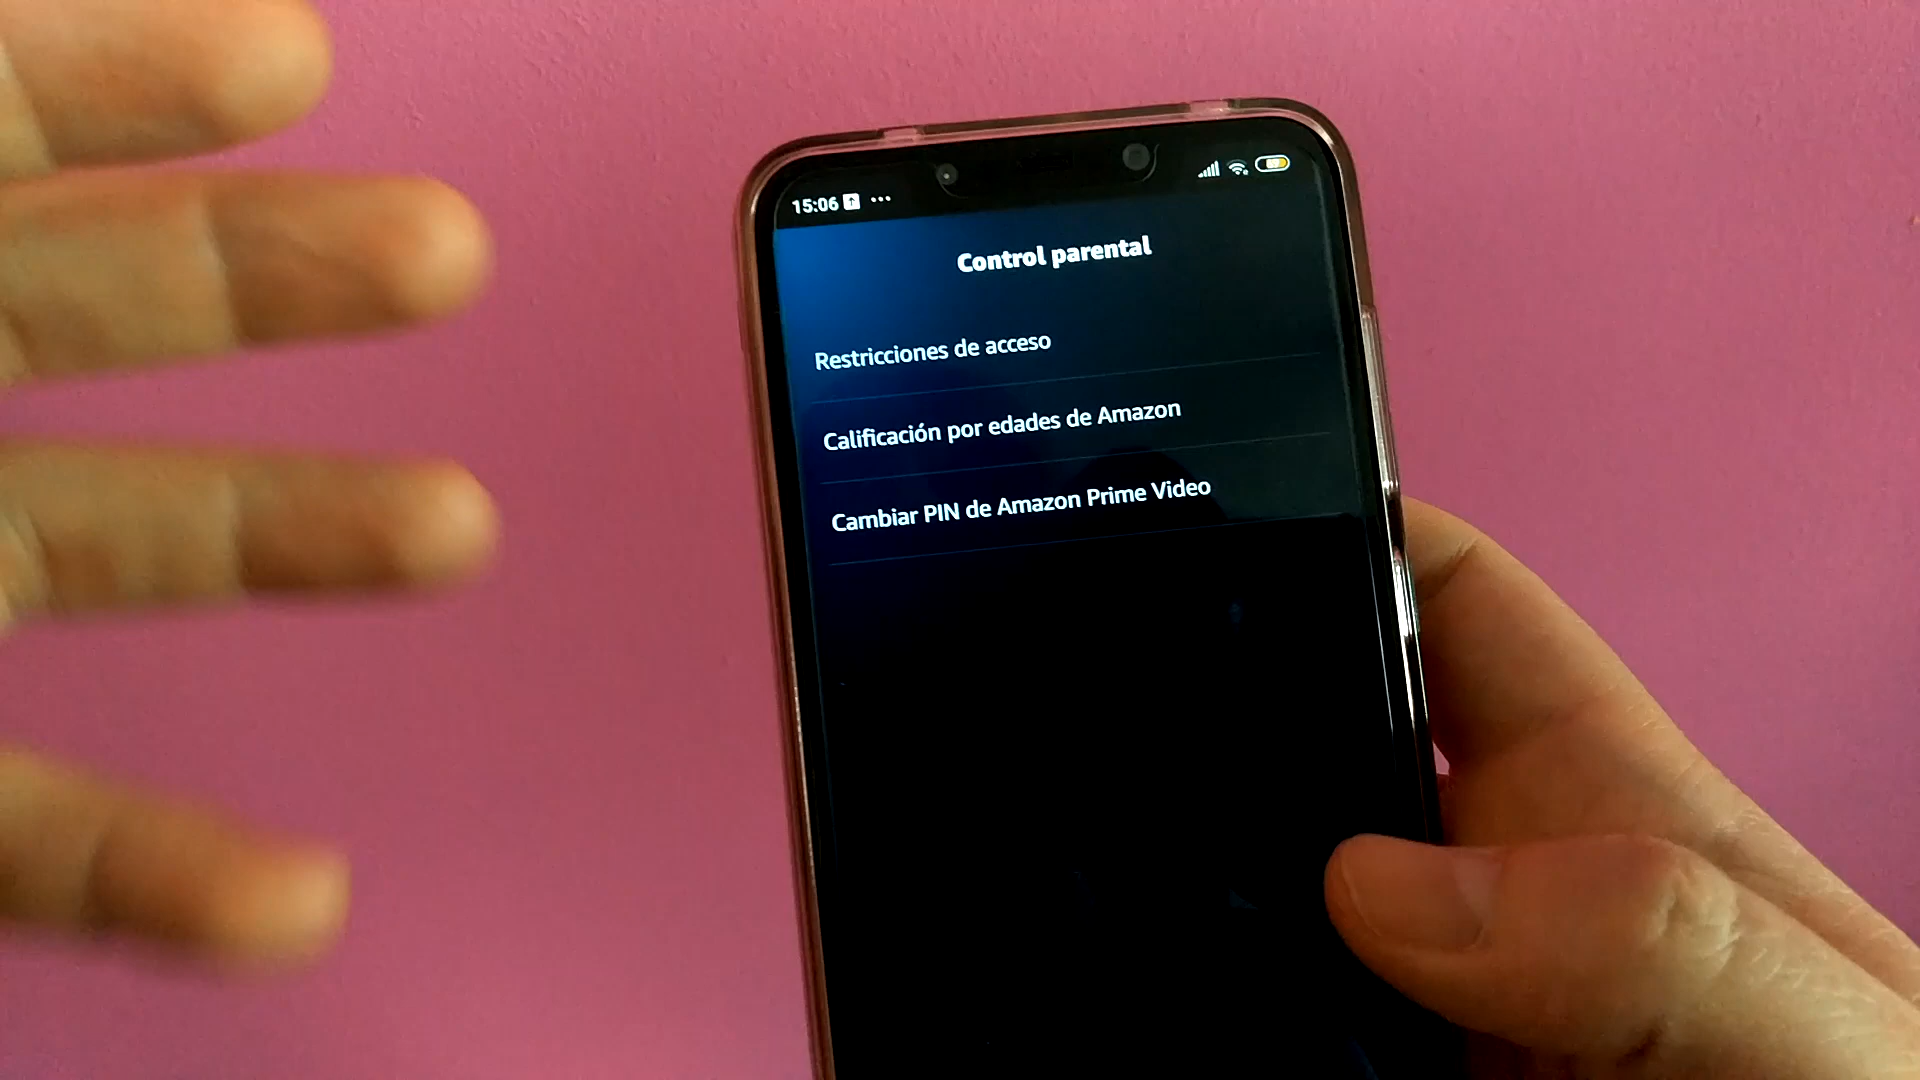 15:06
Control parental
Restricciones de acceso
Calificación por edades de Amazon
Cambiar PIN de Amazon Prime Video